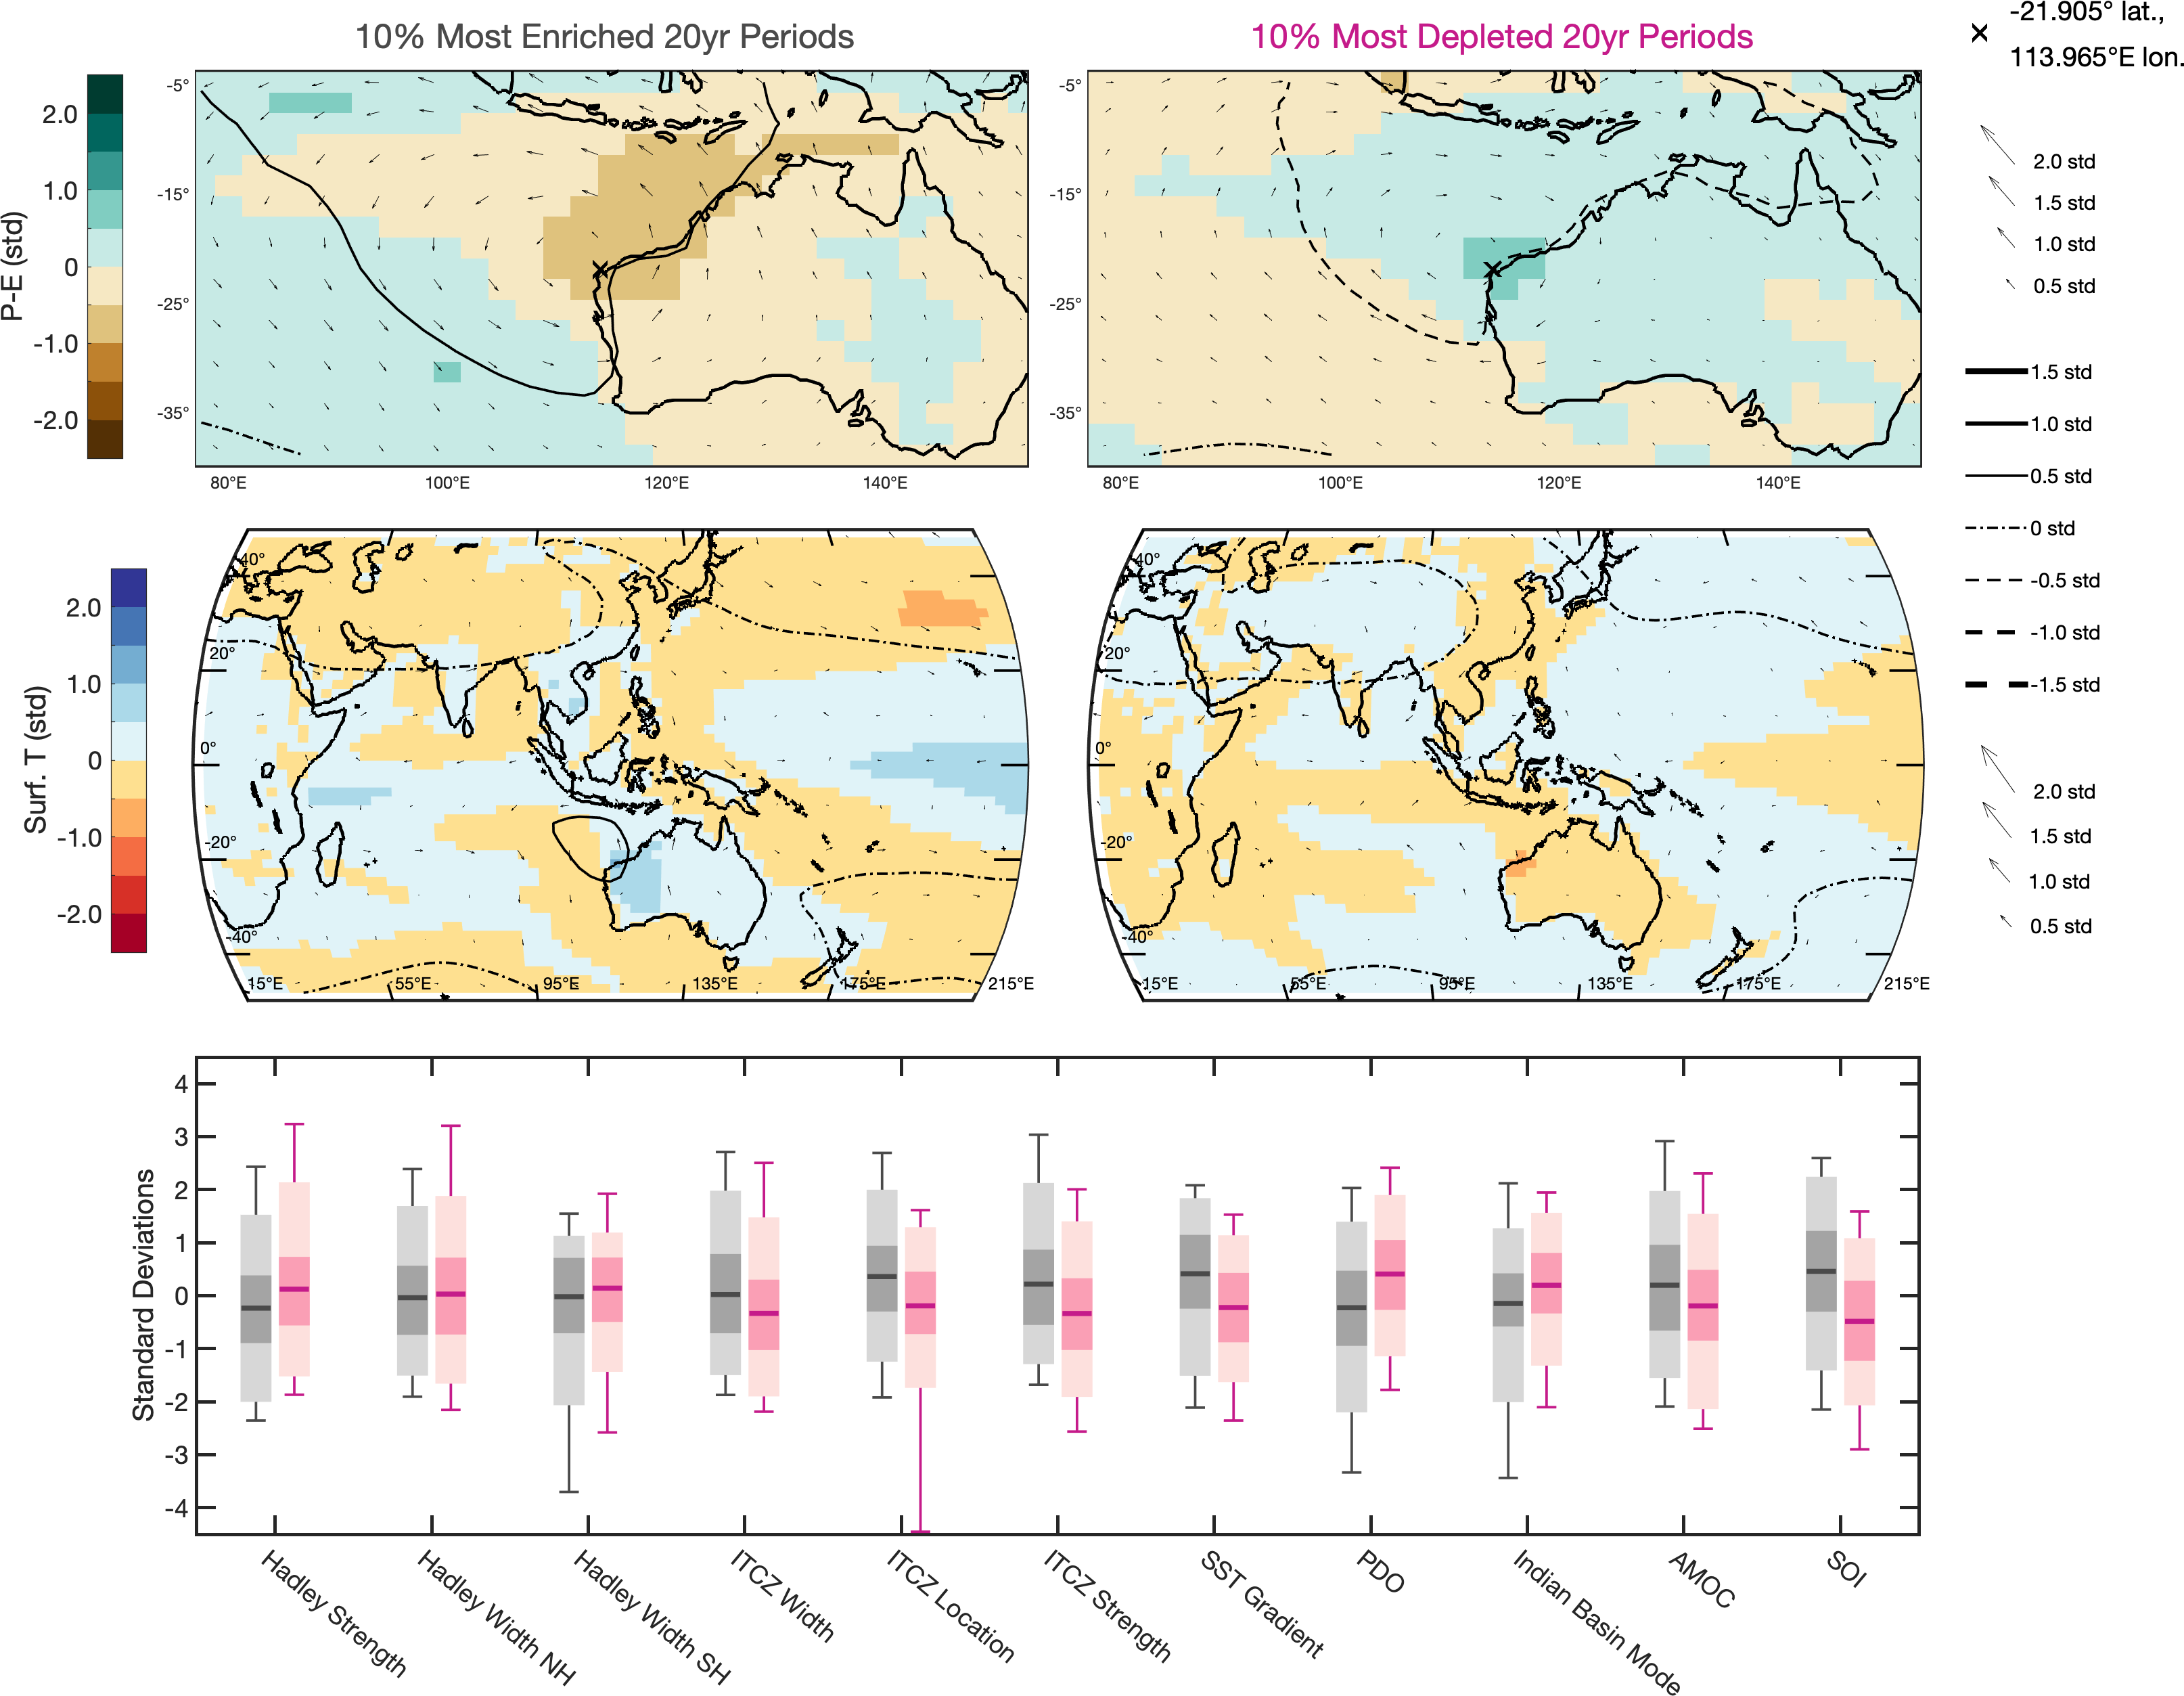 10% Most Enriched 20yr Periods
10% Most Depleted 20yr Periods
-21.905° lat.,
113.965°E lon.
P-E (std)
2.0
1.0
0
-1.0
-2.0
-5°
-15°
-25°
-35°
80°E
100°E
120°E
140°E
-5°
-15°
-25°
-35°
80°E
100°E
120°E
140°E
2.0 std
1.5 std
1.0 std
0.5 std
1.5 std
1.0 std
0.5 std
0 std
-0.5 std
-1.0 std
-1.5 std
2.0 std
1.5 std
1.0 std
0.5 std
Surf. T (std)
2.0
1.0
0
-1.0
-2.0
40°
20°
0°
-20°
-40°
15°E
55°E
95°E
135°E
175°E
215°E
40°
20°
0°
-20°
-40°
15°E
55°E
95°E
135°E
175°E
215°E
Standard Deviations
4
3
2
1
0
-1
-2
-3
-4
Hadley Strength
Hadley Width NH
Hadley Width SH
ITCZ Width
ITCZ Location
ITCZ Strength
SST Gradient
PDO
Indian Basin Mode
AMOC
SOI